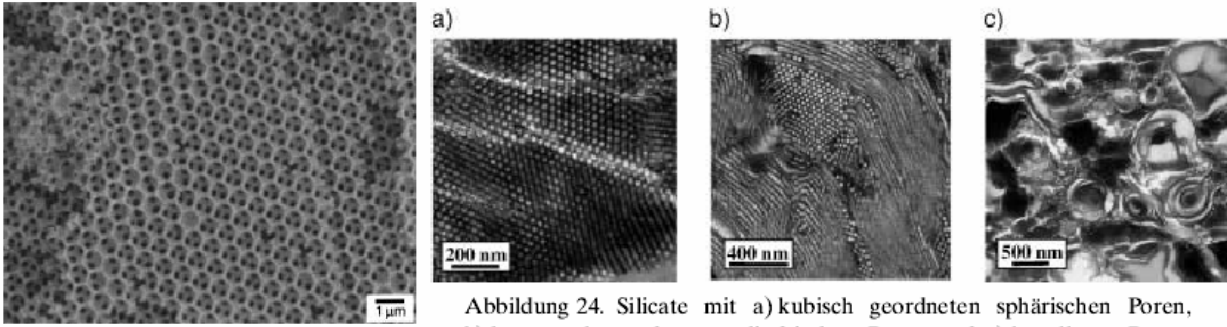 a)
b)
c)
1 µm
200 nm
400 nm
500 nm
Abbildung 24. Silicate mit a) kubisch geordneten sphärischen Poren,